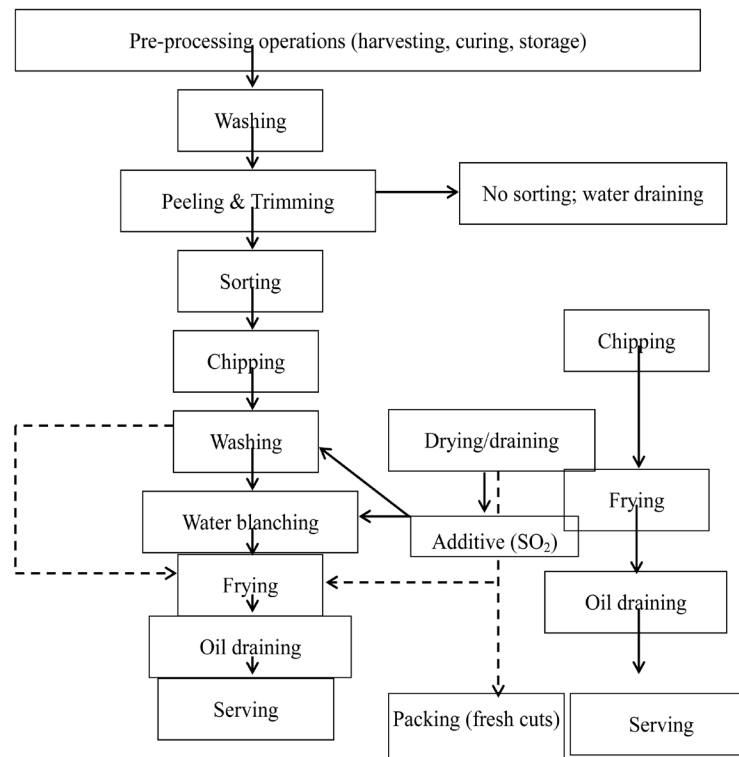 Pre-processing operations (harvesting, curing, storage)
Washing
Peeling & Trimming
No sorting; water draining
Sorting
Chipping
Chipping
Washing
Drying/draining
Water blanching
Additive (SO₂)
Frying
Frying
Oil draining
Oil draining
Serving
Packing (fresh cuts)
Serving